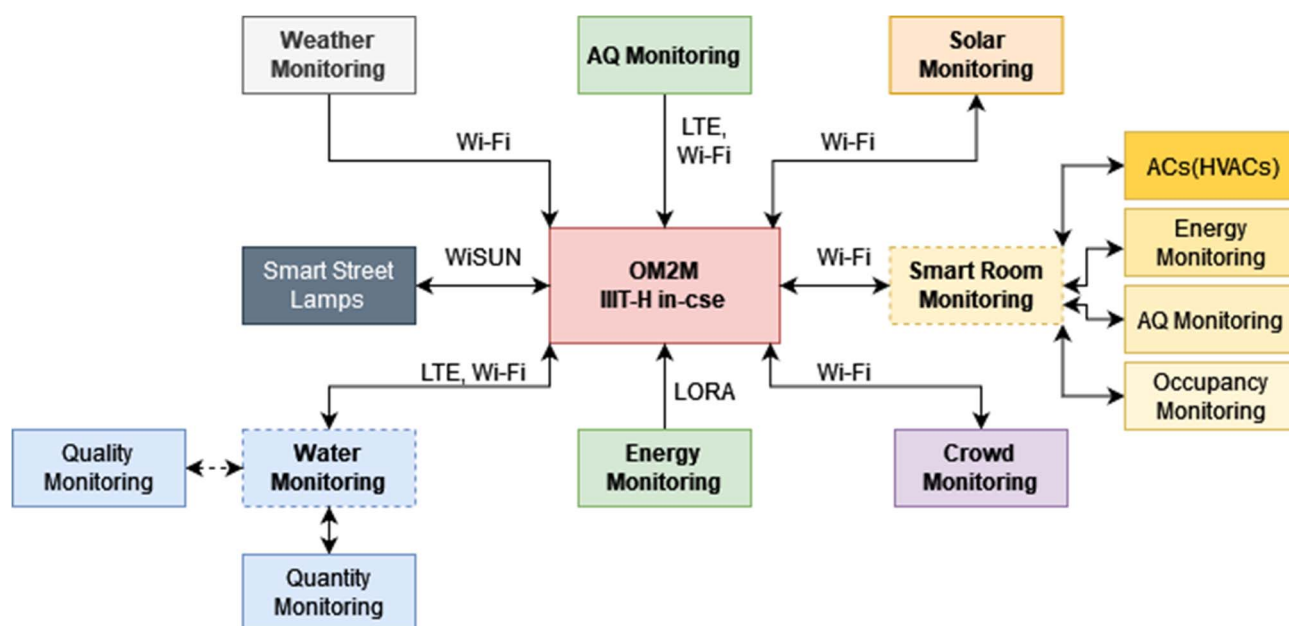 Weather
Monitoring
AQ Monitoring
Solar
Monitoring
Wi-Fi
LTE,
Wi-Fi
Wi-Fi
ACs(HVACs)
Energy
Monitoring
Smart Street
Lamps
WiSUN
OM2M
IIIT-H in-cse
Wi-Fi
Smart Room
Monitoring
AQ Monitoring
Occupancy
Monitoring
LTE, Wi-Fi
LORA
Wi-Fi
Quality
Monitoring
Water
Monitoring
Energy
Monitoring
Crowd
Monitoring
Quantity
Monitoring